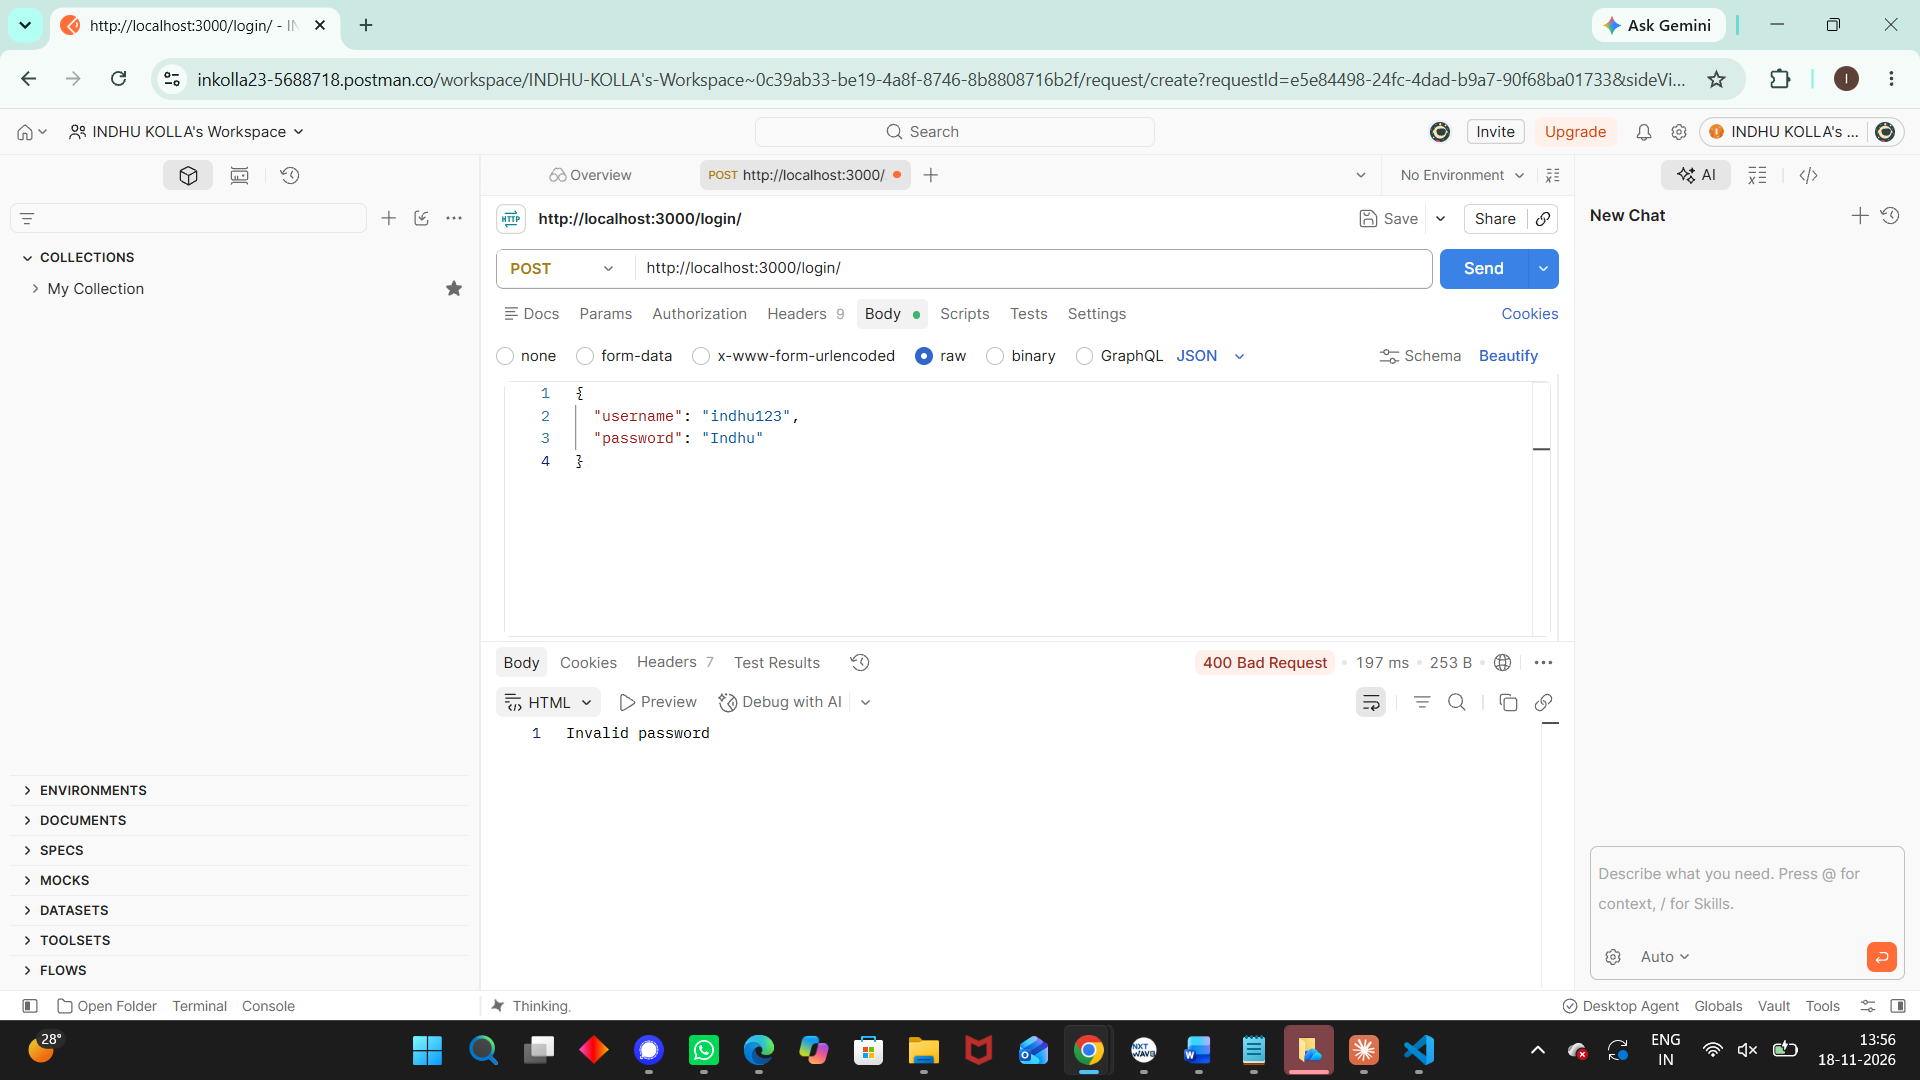 http://localhost:3000/login/ - IN
Ask Gemini
inkolla23-5688718.postman.co/workspace/INDHU-KOLLA's-Workspace~0c39ab33-be19-4a8f-8746-8b8808716b2f/request/create?requestId=e5e84498-24fc-4dad-b9a7-90f68ba01733&sideVi...
I
INDHU KOLLA's Workspace
Search
Invite
Upgrade
INDHU KOLLA's ...
Overview
POST http://localhost:3000/
No Environment
AI
HTTP http://localhost:3000/login/
Save
Share
New Chat
COLLECTIONS
My Collection
POST
http://localhost:3000/login/
Send
Docs Params Authorization Headers 9 Body Scripts Tests Settings Cookies
none form-data x-www-form-urlencoded raw binary GraphQL JSON Schema Beautify
1 {
2 "username": "indhu123",
3 "password": "Indhu"
4 }
Body Cookies Headers 7 Test Results 400 Bad Request • 197 ms • 253 B
HTML Preview Debug with AI
1 Invalid password
ENVIRONMENTS
DOCUMENTS
SPECS
MOCKS
DATASETS
TOOLSETS
FLOWS
Describe what you need. Press @ for
context, / for Skills.
Auto
Open Folder Terminal Console Thinking. Desktop Agent Globals Vault Tools
28°
NXT
WAVE
ENG
IN
13:56
18-11-2026